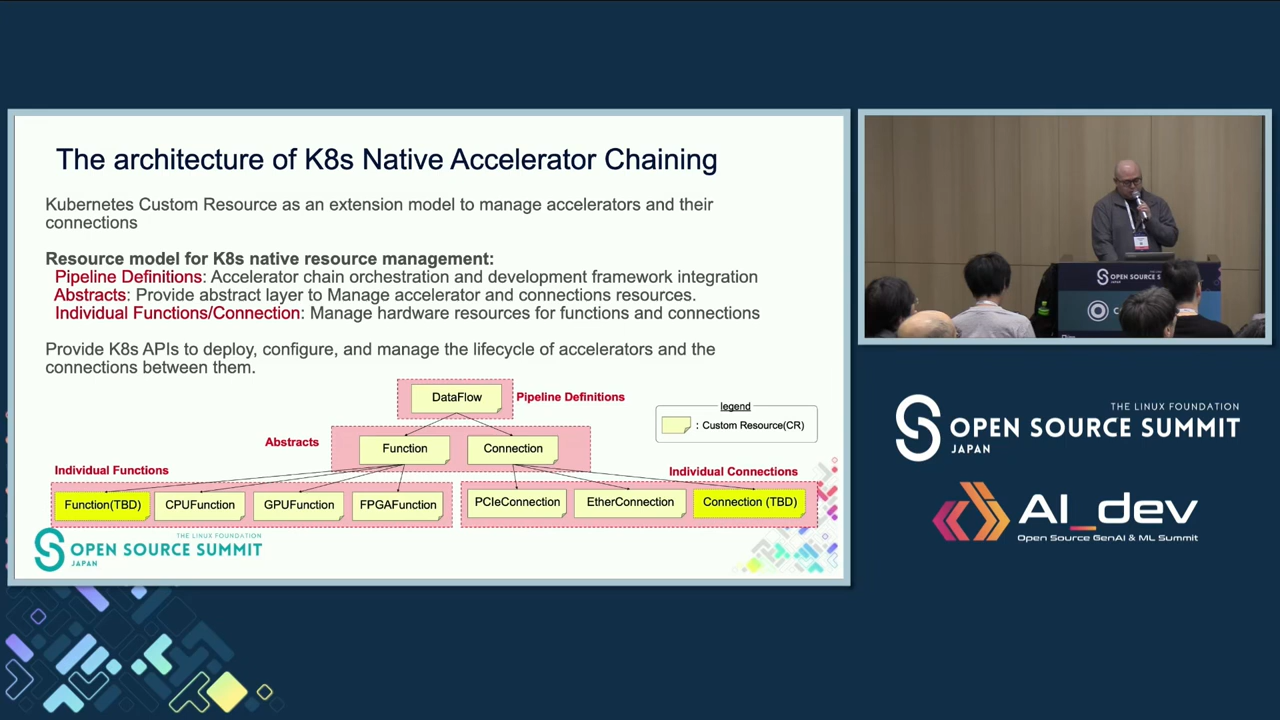 The architecture of K8s Native Accelerator Chaining
Kubernetes Custom Resource as an extension model to manage accelerators and their
connections
Resource model for K8s native resource management:
Pipeline Definitions: Accelerator chain orchestration and development framework integration
Abstracts: Provide abstract layer to Manage accelerator and connections resources.
Individual Functions/Connection: Manage hardware resources for functions and connections
Provide K8s APIs to deploy, configure, and manage the lifecycle of accelerators and the
connections between them.
DataFlow
Pipeline Definitions
legend
: Custom Resource(CR)
Abstracts
Function
Connection
Individual Functions
Individual Connections
Function(TBD)
CPUFunction
GPUFunction
FPGAFunction
PCIeConnection
EtherConnection
Connection (TBD)
THE LINUX FOUNDATION
OPEN SOURCE SUMMIT
JAPAN
OPEN SOURCE S
JAPAN
THE LINUX FOUNDATION
OPEN SOURCE SUMMIT
JAPAN
AI_dev
Open Source GenAI & ML Summit